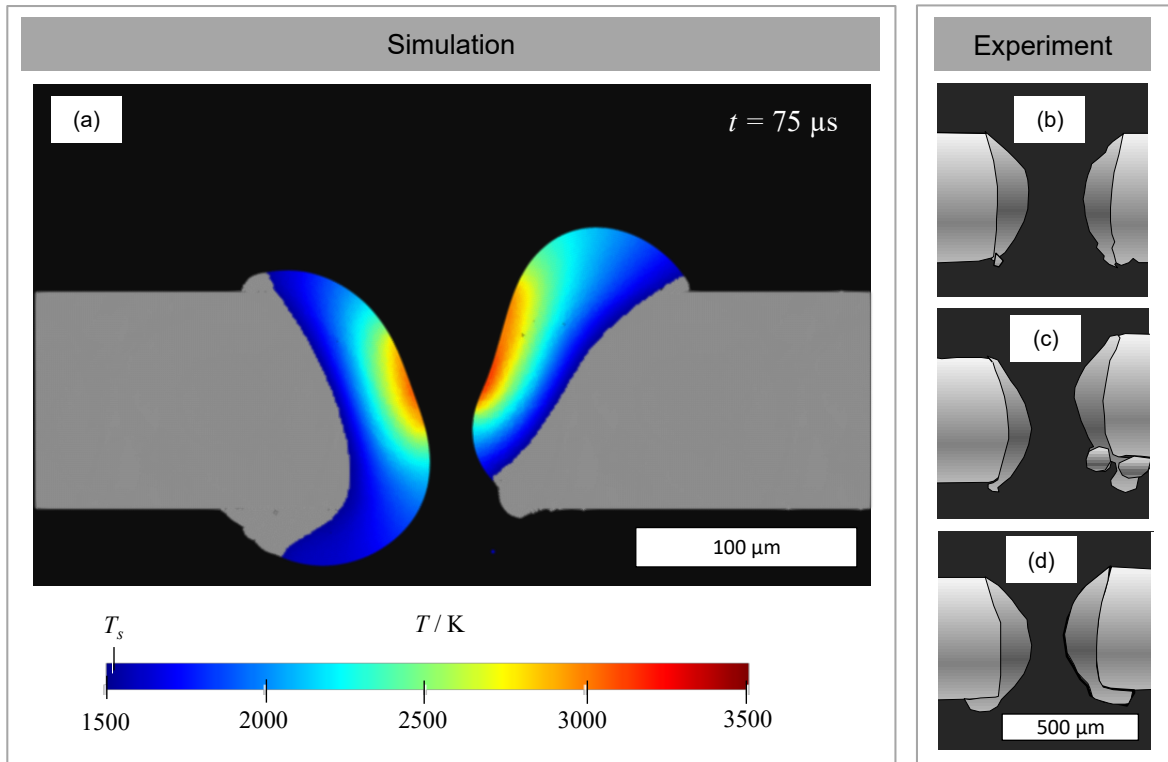 Simulation
(a)
t = 75 μs
100 μm
T_s
T / K
1500
2000
2500
3000
3500
Experiment
(b)
(c)
(d)
500 μm